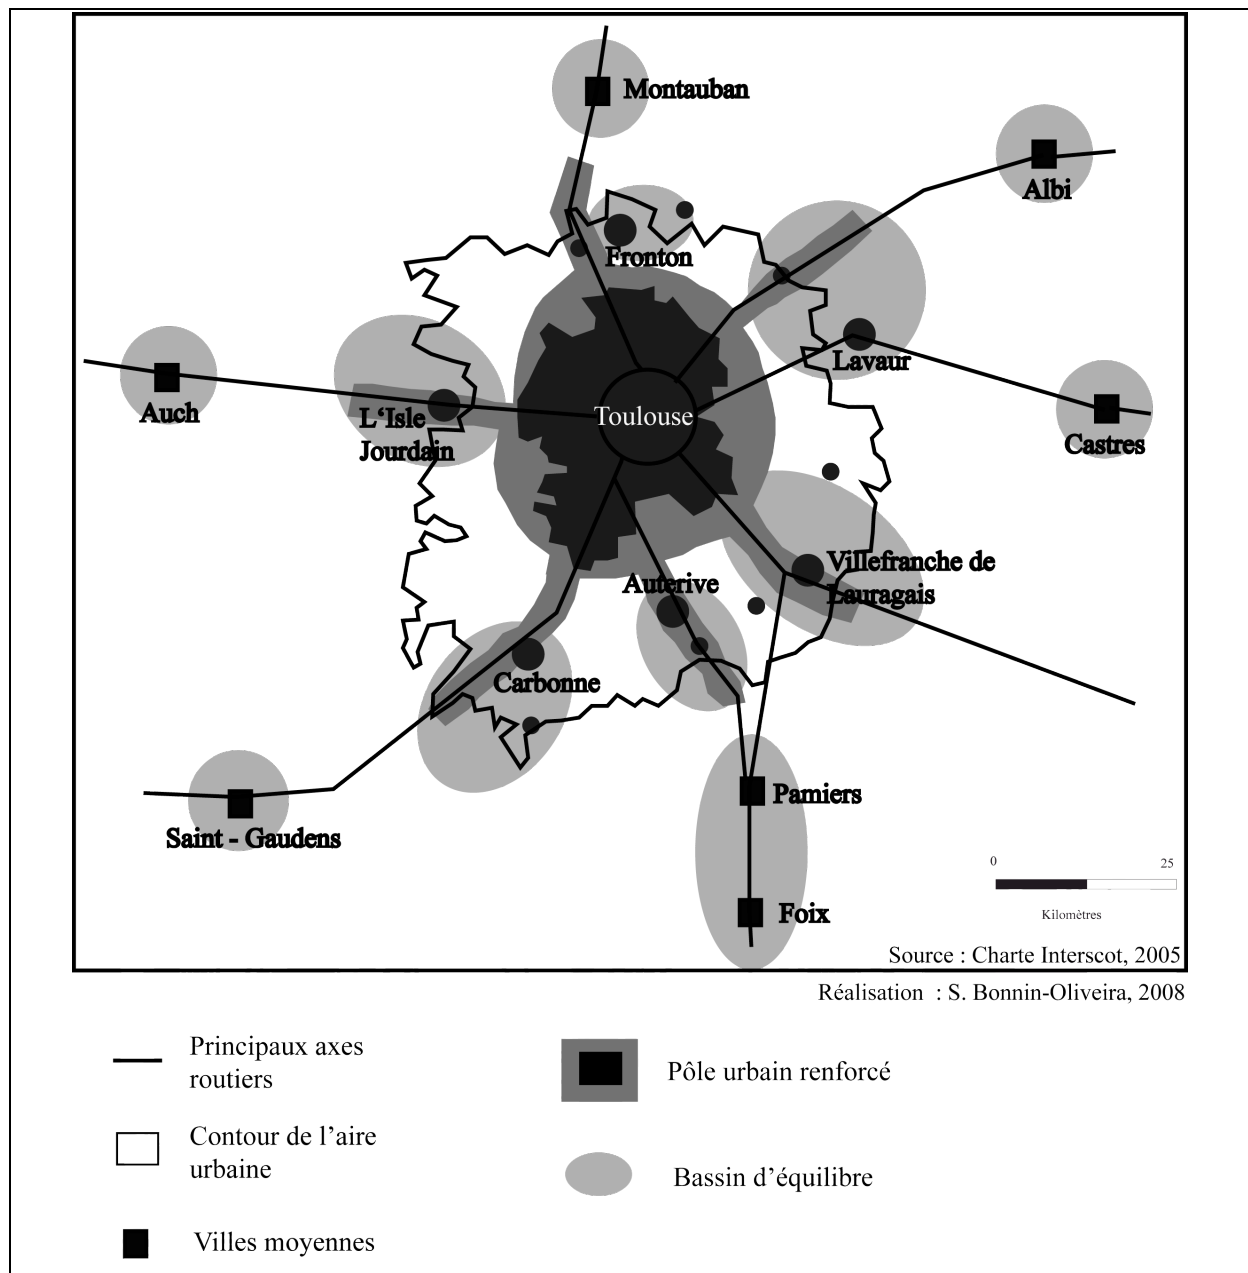 Montauban
Albi
Fronton
Lavaur
Auch
L‘Isle
Jourdain
Toulouse
Castres
Villefranche de
Lauragais
Auterive
Carbonne
Pamiers
Saint - Gaudens
Foix
0 25
Kilomètres
Source : Charte Interscot, 2005
Réalisation : S. Bonnin-Oliveira, 2008
Principaux axes
routiers
Pôle urbain renforcé
Contour de l’aire
urbaine
Bassin d’équilibre
Villes moyennes